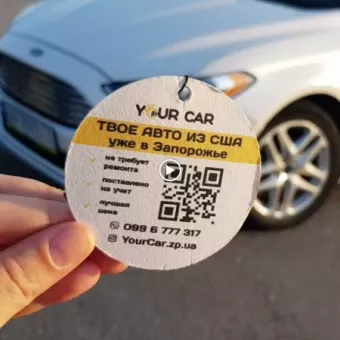 YOUR CAR
ТВОЕ АВТО ИЗ США
уже в Запорожье
не требует
ремонта
поставлено
на учет
лучшая
цена
099 6 777 317
YourCar.zp.ua